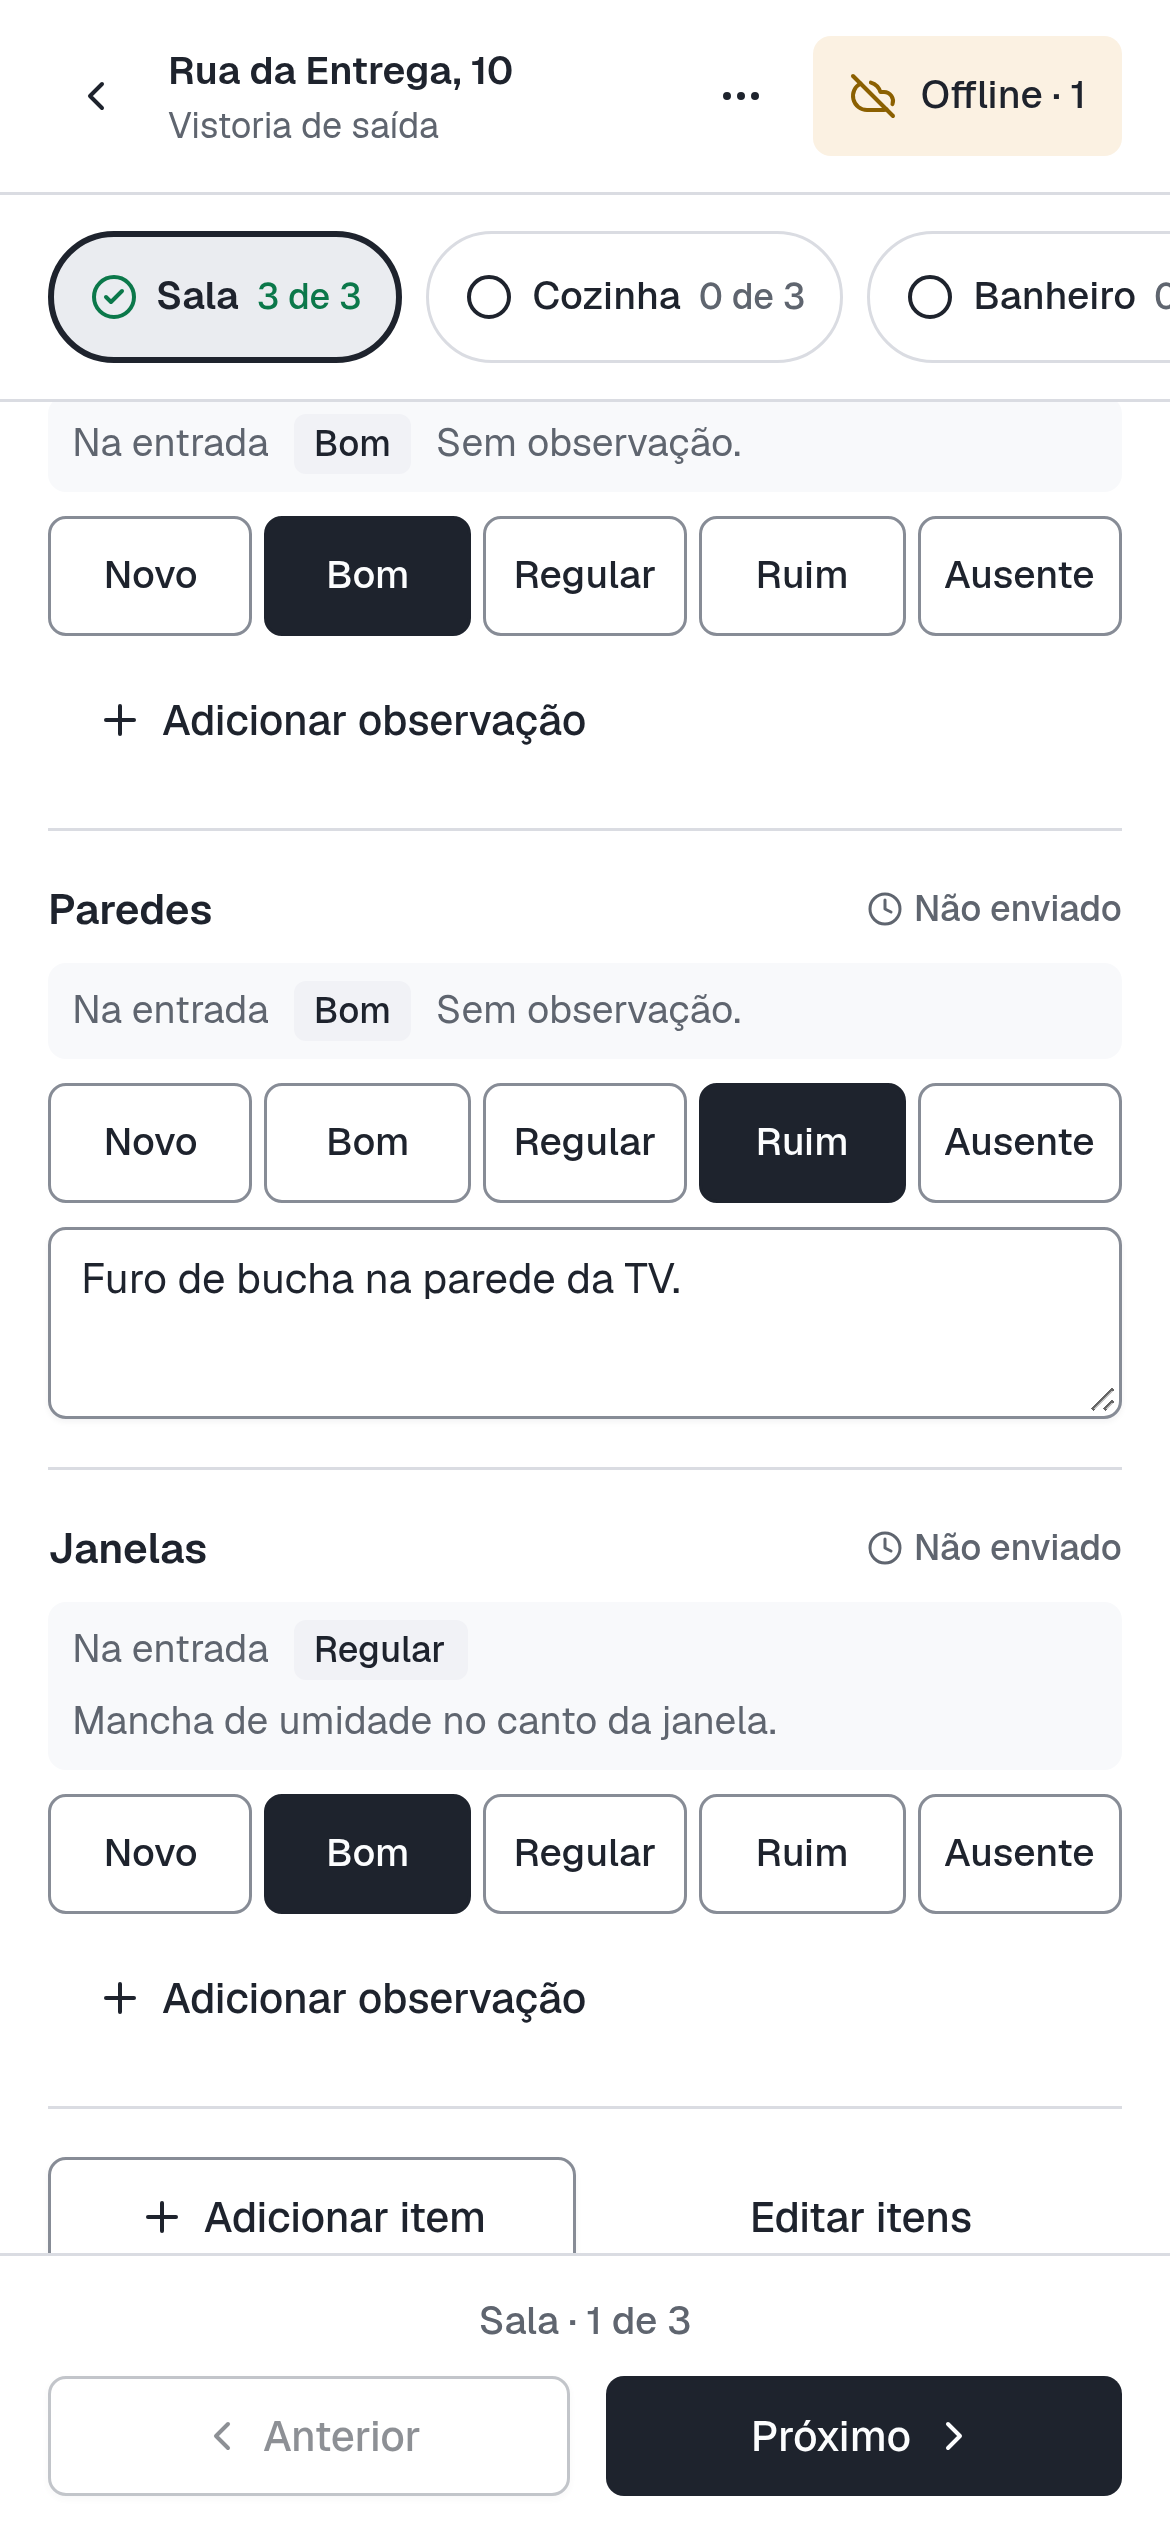 Rua da Entrega, 10
Vistoria de saída
Offline · 1
Sala 3 de 3
Cozinha 0 de 3
Banheiro
Na entrada Bom Sem observação.
Novo Bom Regular Ruim Ausente
+ Adicionar observação
Paredes Não enviado
Na entrada Bom Sem observação.
Novo Bom Regular Ruim Ausente
Furo de bucha na parede da TV.
Janelas Não enviado
Na entrada Regular
Mancha de umidade no canto da janela.
Novo Bom Regular Ruim Ausente
+ Adicionar observação
+ Adicionar item Editar itens
Sala · 1 de 3
Anterior Próximo